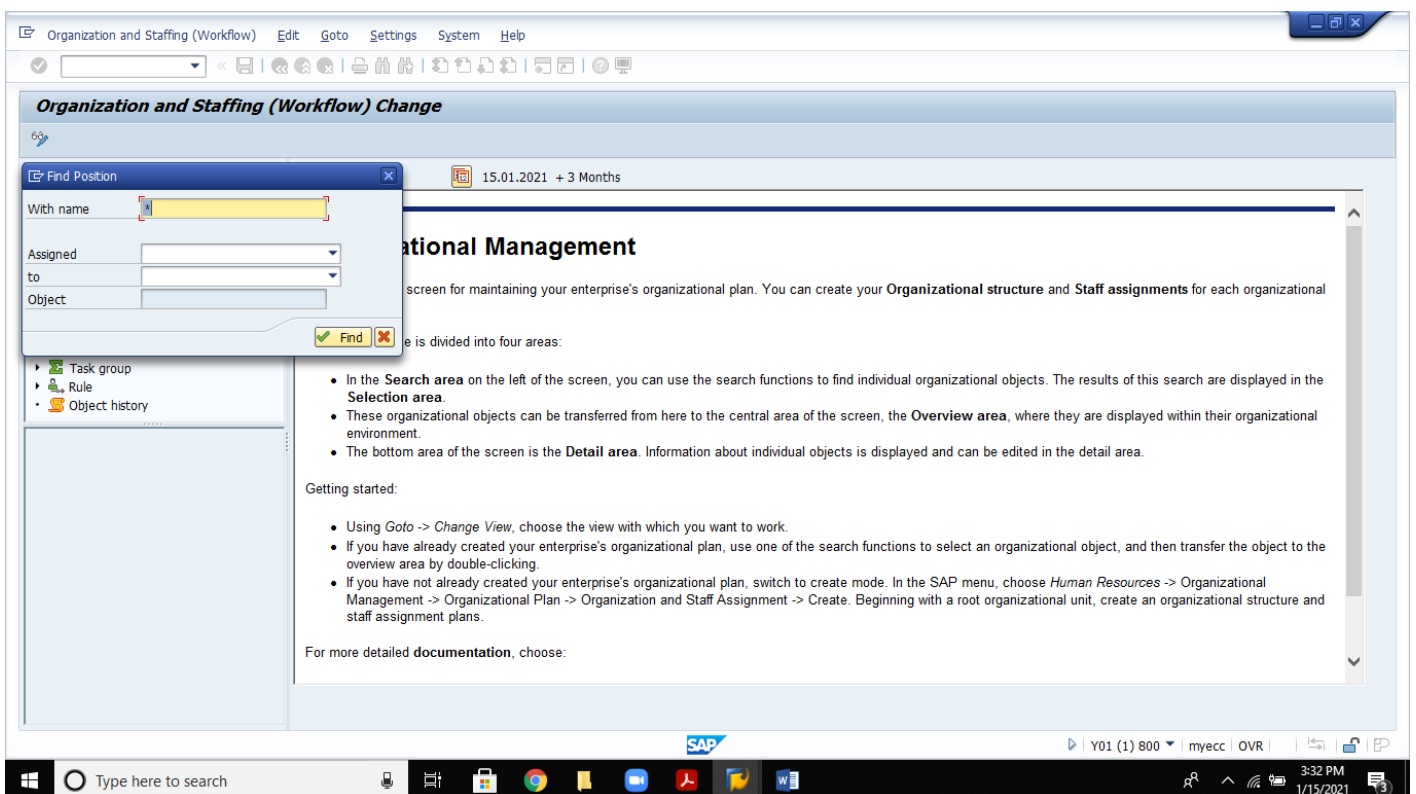 Organization and Staffing (Workflow) Edit Goto Settings System Help
Organization and Staffing (Workflow) Change
Find Position
15.01.2021 + 3 Months
With name *
Assigned
to
Object
Find
Task group
Rule
Object history
ational Management
screen for maintaining your enterprise's organizational plan. You can create your Organizational structure and Staff assignments for each organizational
e is divided into four areas:
• In the Search area on the left of the screen, you can use the search functions to find individual organizational objects. The results of this search are displayed in the
Selection area.
• These organizational objects can be transferred from here to the central area of the screen, the Overview area, where they are displayed within their organizational
environment.
• The bottom area of the screen is the Detail area. Information about individual objects is displayed and can be edited in the detail area.
Getting started:
• Using Goto -> Change View, choose the view with which you want to work.
• If you have already created your enterprise's organizational plan, use one of the search functions to select an organizational object, and then transfer the object to the
overview area by double-clicking.
• If you have not already created your enterprise's organizational plan, switch to create mode. In the SAP menu, choose Human Resources -> Organizational
Management -> Organizational Plan -> Organization and Staff Assignment -> Create. Beginning with a root organizational unit, create an organizational structure and
staff assignment plans.
For more detailed documentation, choose:
SAP
Y01 (1) 800 myecc OVR
Type here to search
3:32 PM
1/15/2021
3